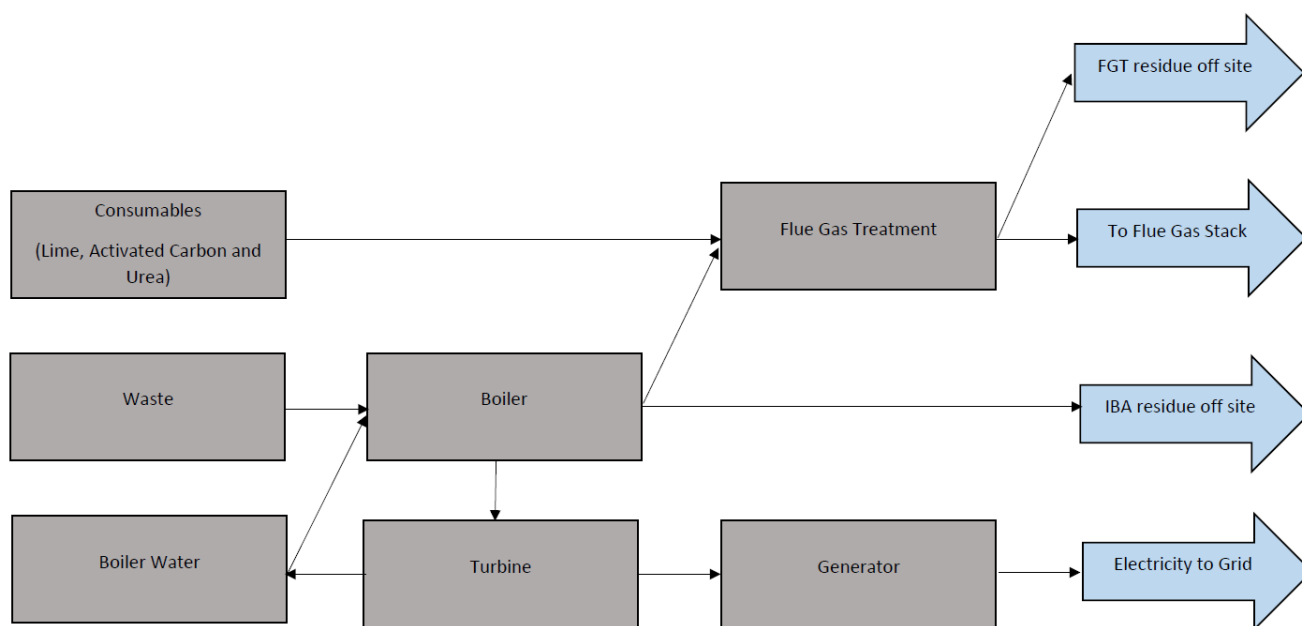 FGT residue off site
Consumables
(Lime, Activated Carbon and
Urea)
Flue Gas Treatment
To Flue Gas Stack
Waste
Boiler
IBA residue off site
Boiler Water
Turbine
Generator
Electricity to Grid